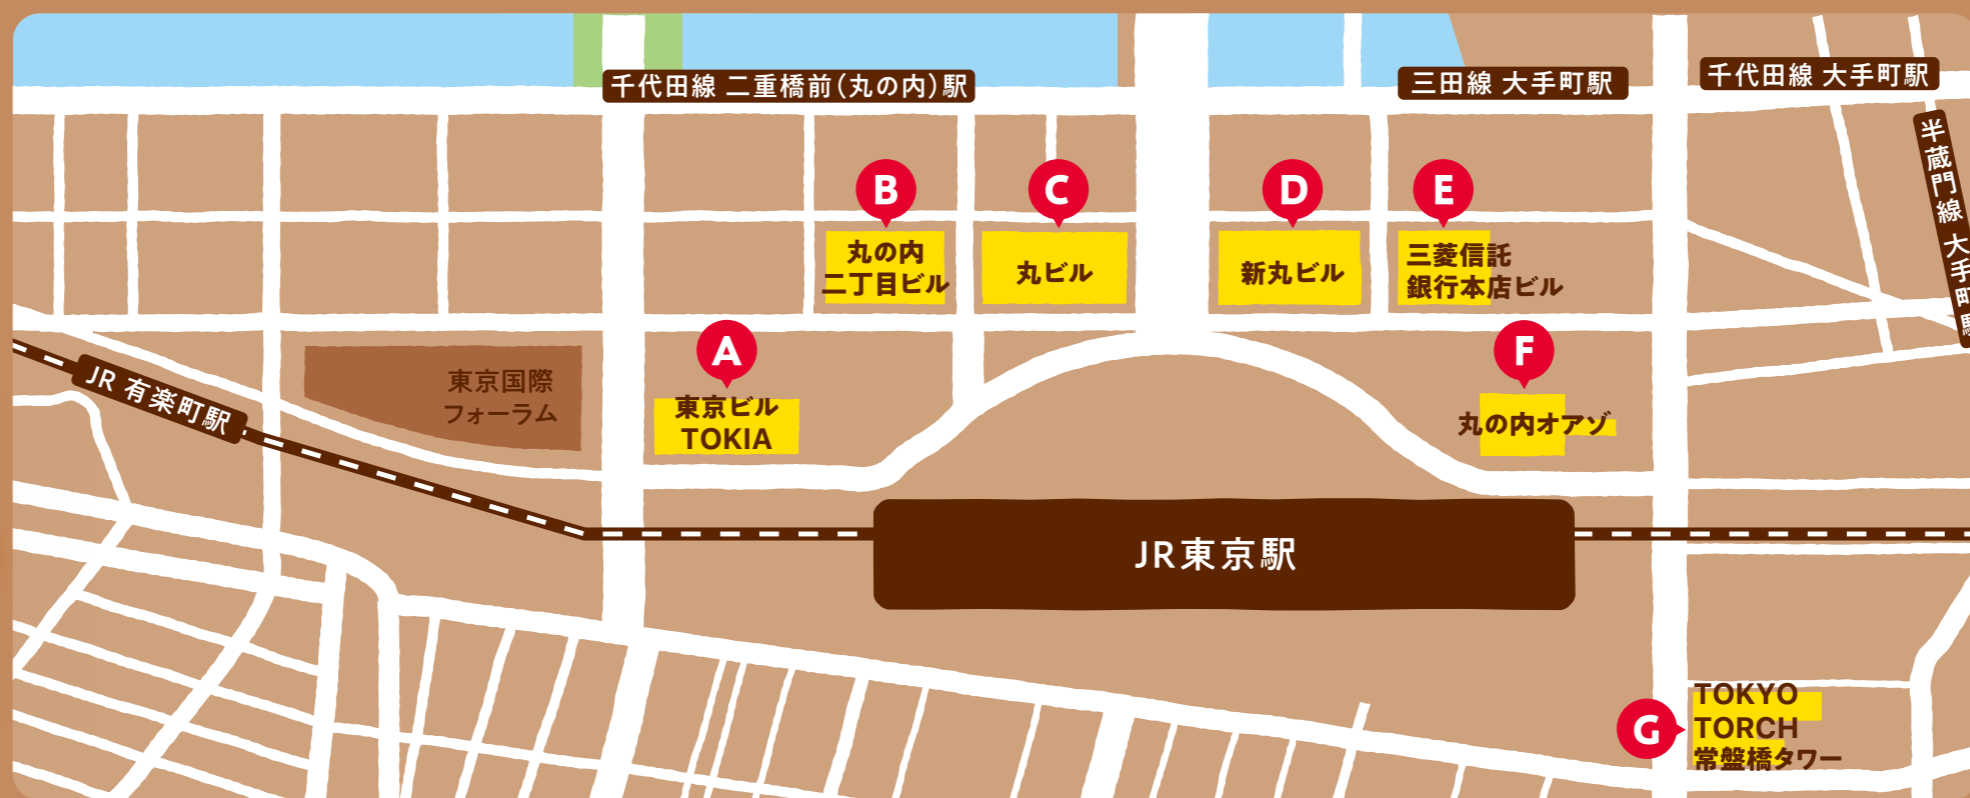 千代田線 二重橋前(丸の内)駅
三田線 大手町駅
千代田線 大手町駅
半蔵門線 大手町駅
B
C
D
E
丸の内
二丁目ビル
丸ビル
新丸ビル
三菱信託
銀行本店ビル
A
F
JR 有楽町駅
東京国際
フォーラム
東京ビル
TOKIA
丸の内オアゾ
JR東京駅
G
TOKYO
TORCH
常盤橋タワー